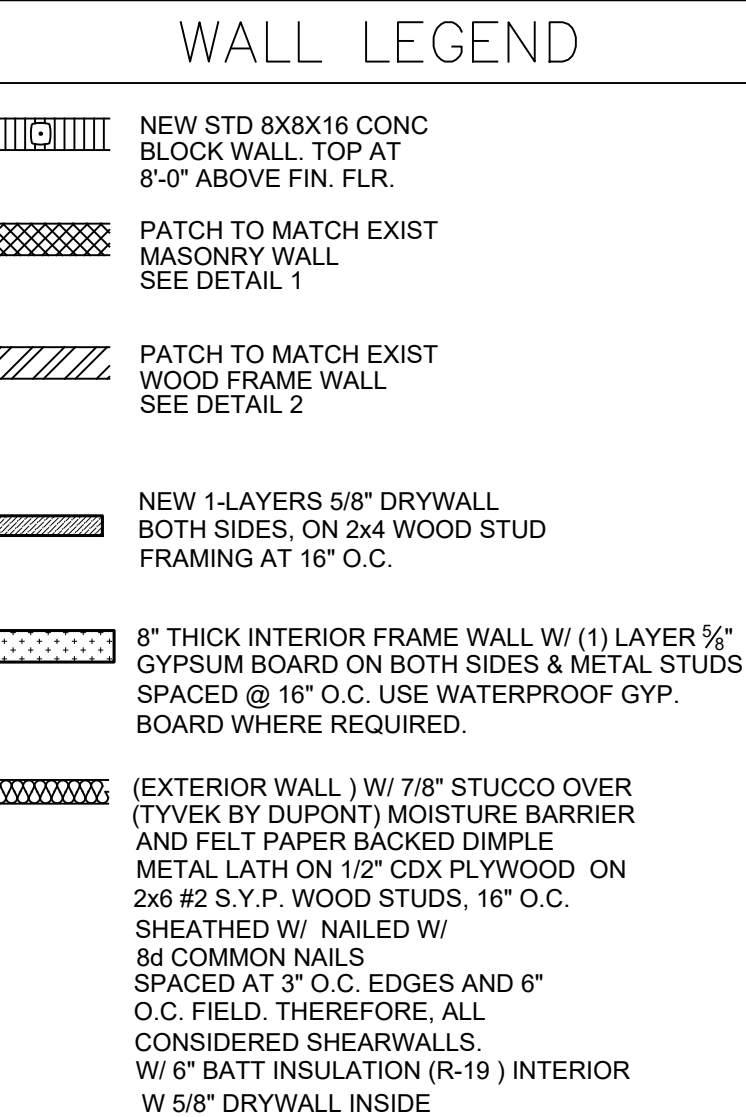 WALL LEGEND
NEW STD 8X8X16 CONC
BLOCK WALL. TOP AT
8'-0" ABOVE FIN. FLR.
PATCH TO MATCH EXIST
MASONRY WALL
SEE DETAIL 1
PATCH TO MATCH EXIST
WOOD FRAME WALL
SEE DETAIL 2
NEW 1-LAYERS 5/8" DRYWALL
BOTH SIDES, ON 2x4 WOOD STUD
FRAMING AT 16" O.C.
8" THICK INTERIOR FRAME WALL W/ (1) LAYER ⅝"
GYPSUM BOARD ON BOTH SIDES & METAL STUDS
SPACED @ 16" O.C. USE WATERPROOF GYP.
BOARD WHERE REQUIRED.
(EXTERIOR WALL ) W/ 7/8" STUCCO OVER
(TYVEK BY DUPONT) MOISTURE BARRIER
AND FELT PAPER BACKED DIMPLE
METAL LATH ON 1/2" CDX PLYWOOD ON
2x6 #2 S.Y.P. WOOD STUDS, 16" O.C.
SHEATHED W/ NAILED W/
8d COMMON NAILS
SPACED AT 3" O.C. EDGES AND 6"
O.C. FIELD. THEREFORE, ALL
CONSIDERED SHEARWALLS.
W/ 6" BATT INSULATION (R-19 ) INTERIOR
W 5/8" DRYWALL INSIDE